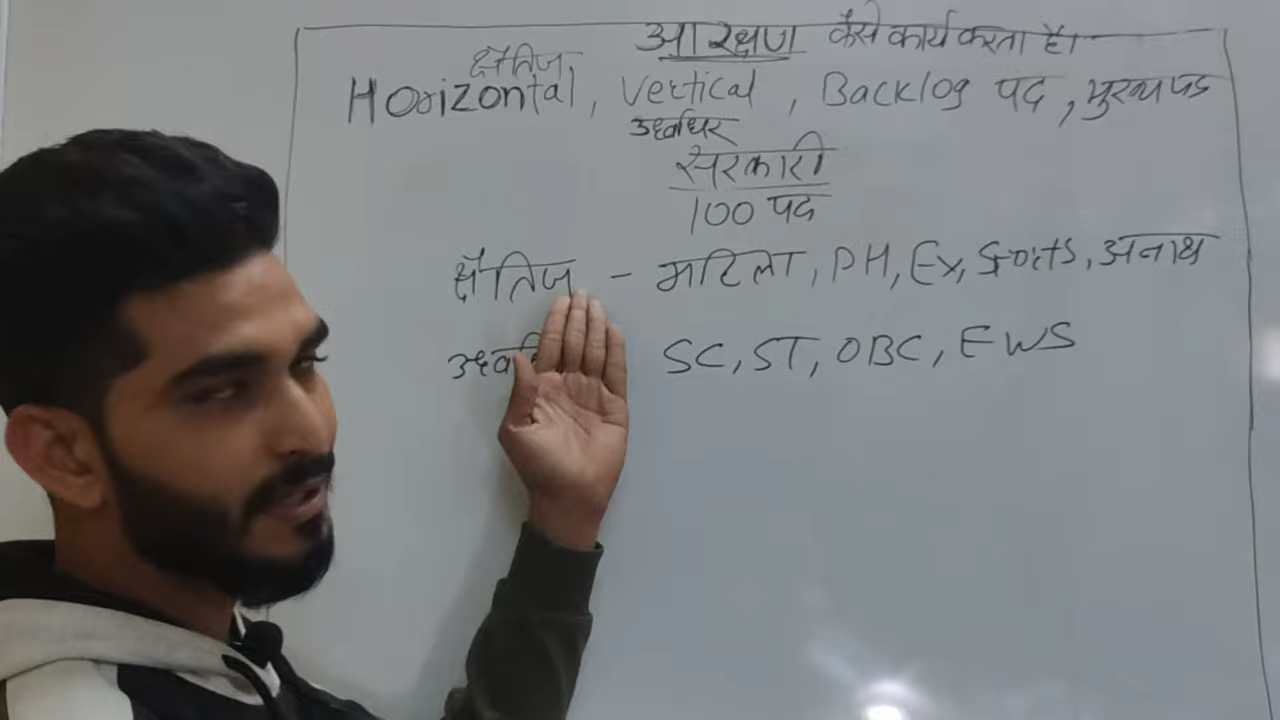 आरक्षण कैसे कार्य करता है।
क्षैतिज
Horizontal, Vertical, Backlog पद, मुख्य पद
उर्ध्वाधर
सरकारी
100 पद
क्षैतिज - महिला, PH, Ex, Sports, अनाथ
SC, ST, OBC, EWS